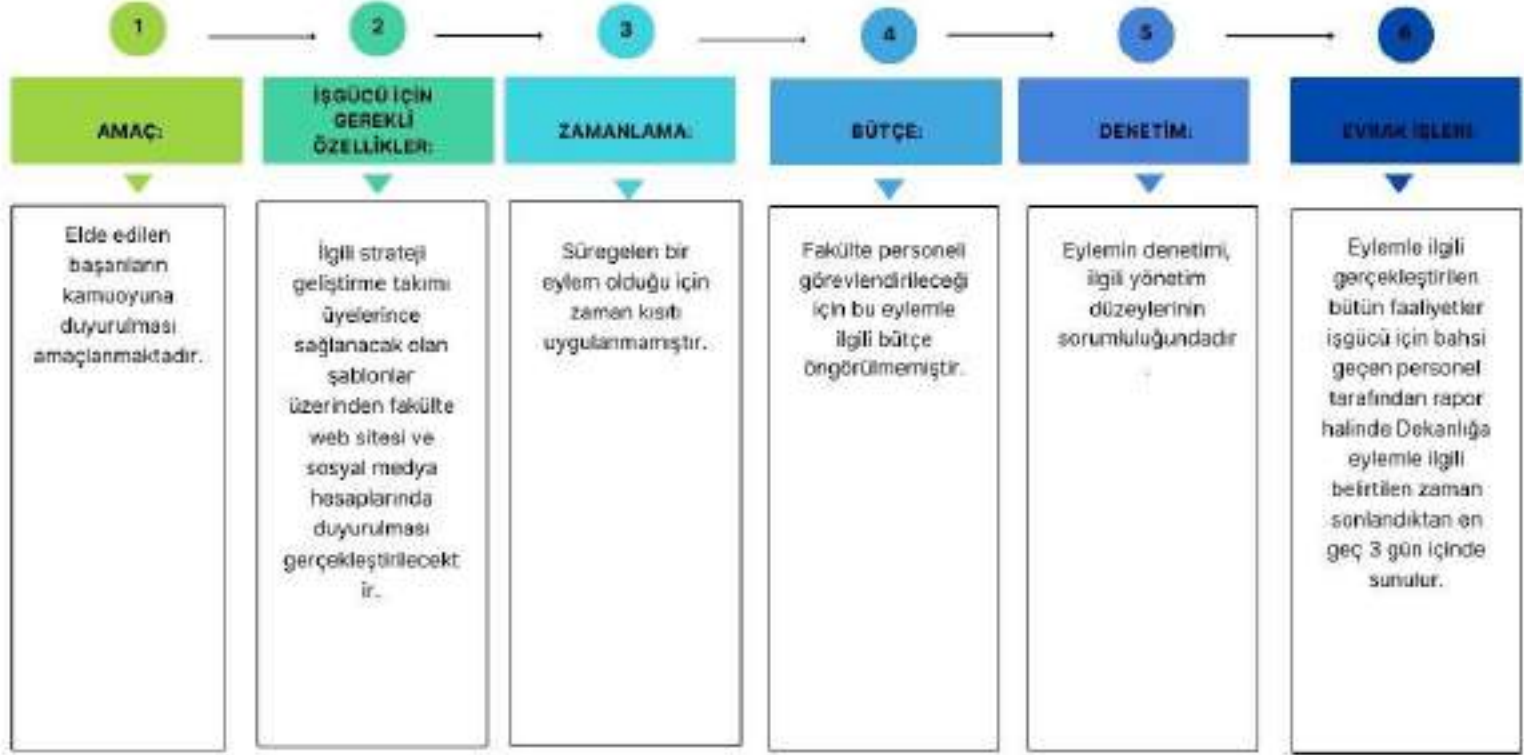 1
2
3
4
5
6
AMAÇ:
İŞGÜCÜ İÇİN
GEREKLİ
ÖZELLİKLER:
ZAMANLAMA:
BÜTÇE:
DENETİM:
EVRAK İŞLERİ:
Elde edilen
başarıların
kamuoyuna
duyurulması
amaçlanmaktadır.
İlgili strateji
geliştirme takımı
üyelerince
sağlanacak olan
şablonlar
üzerinden fakülte
web sitesi ve
sosyal medya
hesaplarında
duyurulması
gerçekleştirilecekt
ir.
Süregelen bir
eylem olduğu için
zaman kısıtı
uygulanmamıştır.
Fakülte personeli
görevlendirileceği
için bu eylemle
ilgili bütçe
öngörülmemiştir.
Eylemin denetimi,
ilgili yönetim
düzeylerinin
sorumluluğundadır
.
Eylemle ilgili
gerçekleştirilen
bütün faaliyetler
işgücü için bahsi
geçen personel
tarafından rapor
halinde Dekanlığa
eylemle ilgili
belirtilen zaman
sonlandıktan en
geç 3 gün içinde
sunulur.